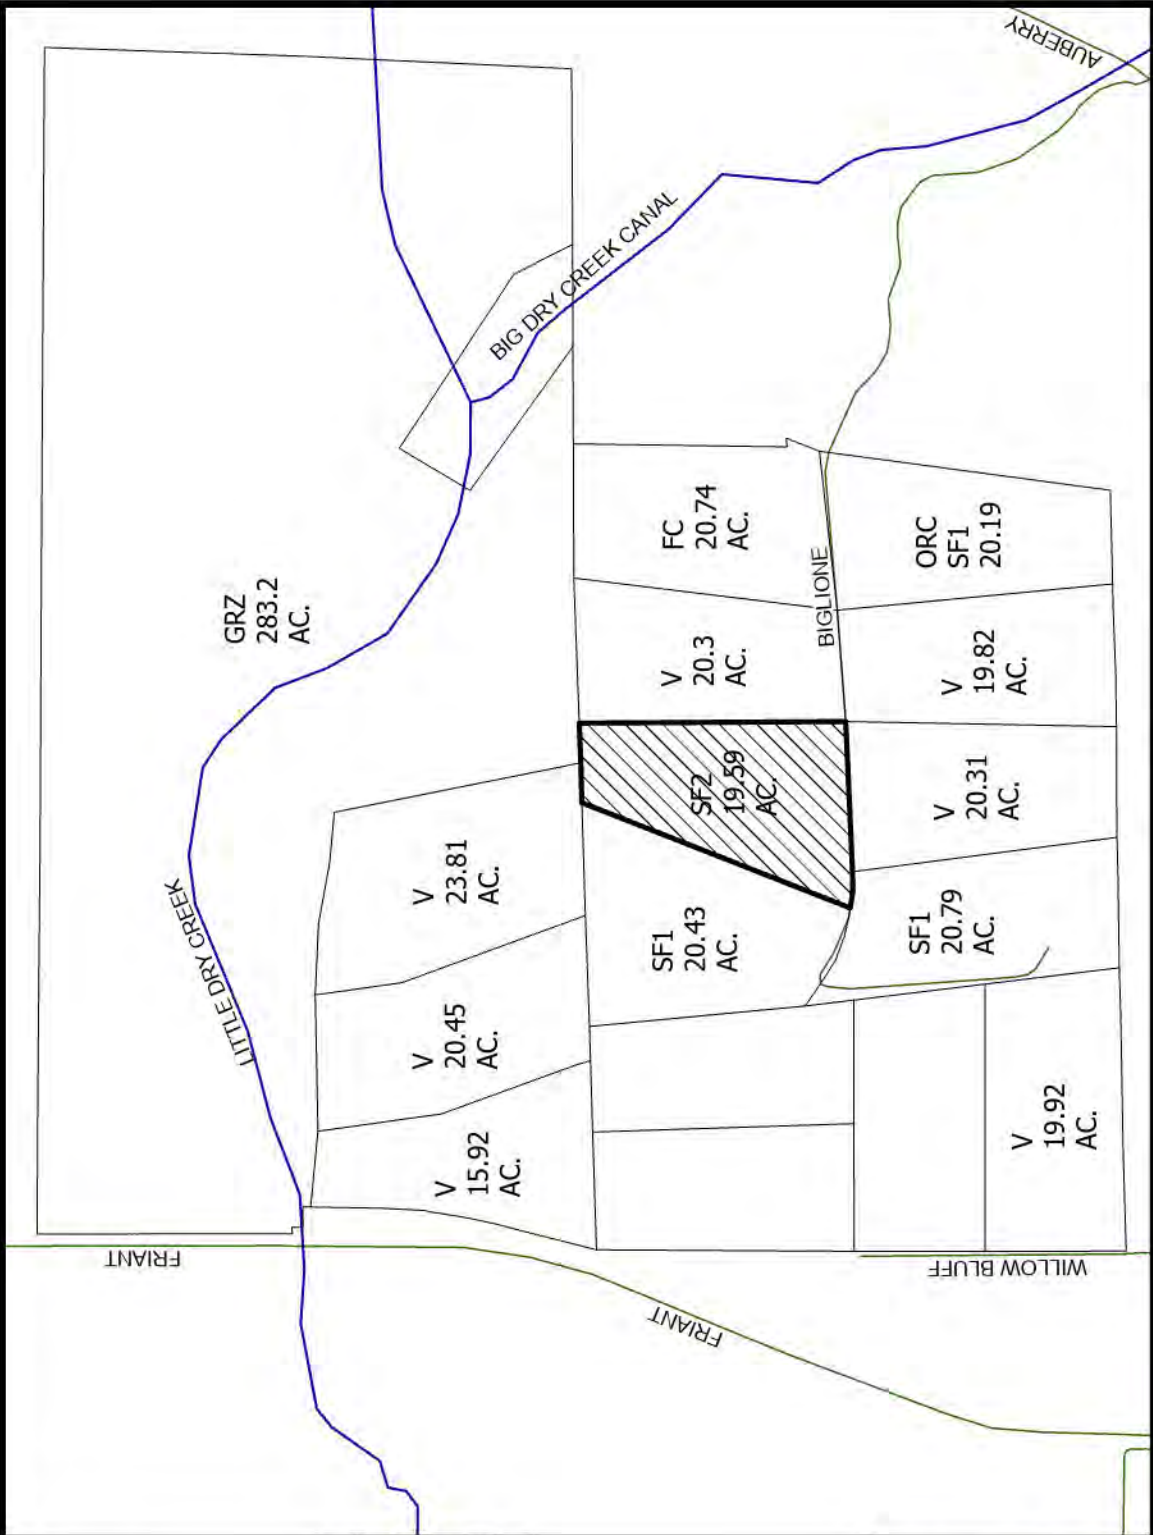 AUBERRY
BIG DRY CREEK CANAL
GRZ
283.2
AC.
FC
20.74
AC.
ORC
SF1
20.19
BIGLIONE
V
20.3
AC.
V
19.82
AC.
SF2
19.59
AC.
V
20.31
AC.
V
23.81
AC.
LITTLE DRY CREEK
SF1
20.43
AC.
SF1
20.79
AC.
V
20.45
AC.
V
15.92
AC.
V
19.92
AC.
FRIANT
WILLOW BLUFF
FRIANT